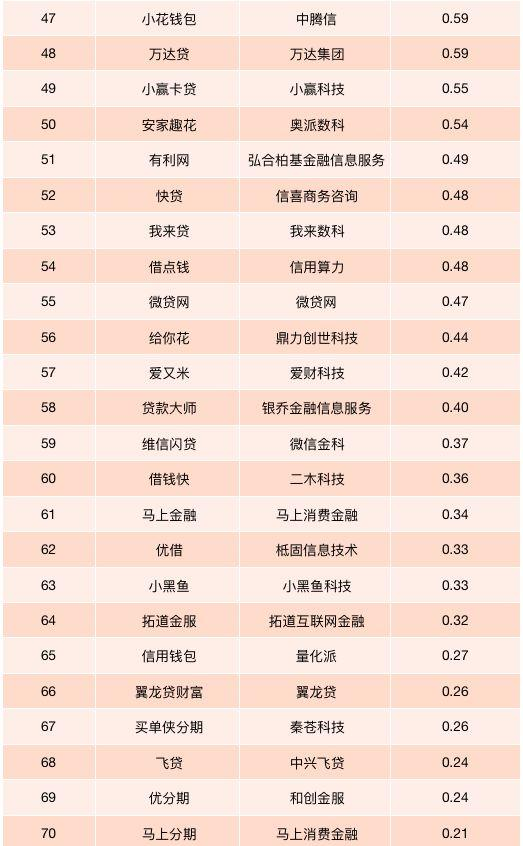 47 小花钱包 中腾信 0.59
48 万达贷 万达集团 0.59
49 小赢卡贷 小赢科技 0.55
50 安家趣花 奥派数科 0.54
51 有利网 弘合柏基金融信息服务 0.49
52 快贷 信喜商务咨询 0.48
53 我来贷 我来数科 0.48
54 借点钱 信用算力 0.48
55 微贷网 微贷网 0.47
56 给你花 鼎力创世科技 0.44
57 爱又米 爱财科技 0.42
58 贷款大师 银乔金融信息服务 0.40
59 维信闪贷 微信金科 0.37
60 借钱快 二木科技 0.36
61 马上金融 马上消费金融 0.34
62 优借 柢固信息技术 0.33
63 小黑鱼 小黑鱼科技 0.33
64 拓道金服 拓道互联网金融 0.32
65 信用钱包 量化派 0.27
66 翼龙贷财富 翼龙贷 0.26
67 买单侠分期 秦苍科技 0.26
68 飞贷 中兴飞贷 0.24
69 优分期 和创金服 0.24
70 马上分期 马上消费金融 0.21